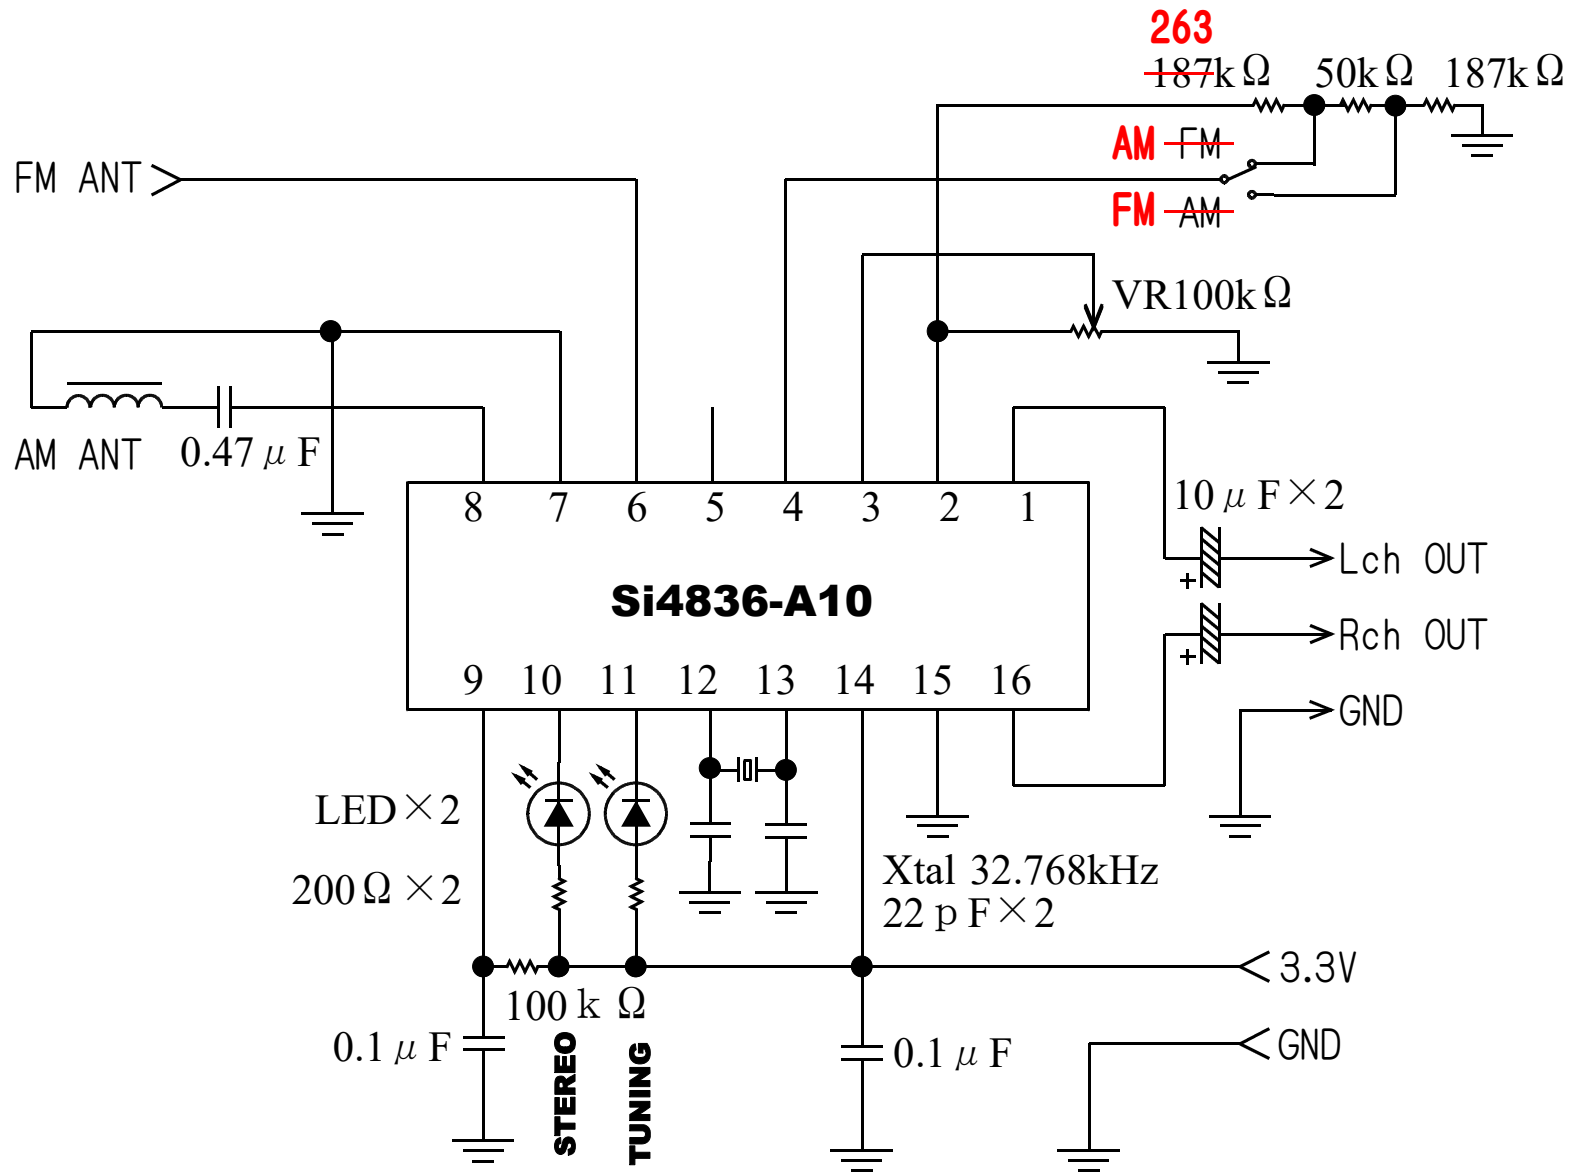 263
187kΩ 50kΩ 187kΩ
AM FM
FM ANT
FM AM
VR100kΩ
AM ANT 0.47μF
8 7 6 5 4 3 2 1
10μF×2
Lch OUT
Si4836-A10
Rch OUT
9 10 11 12 13 14 15 16
GND
LED×2
200Ω×2
Xtal 32.768kHz
22pF×2
3.3V
100kΩ
0.1μF
0.1μF
GND
STEREO
TUNING